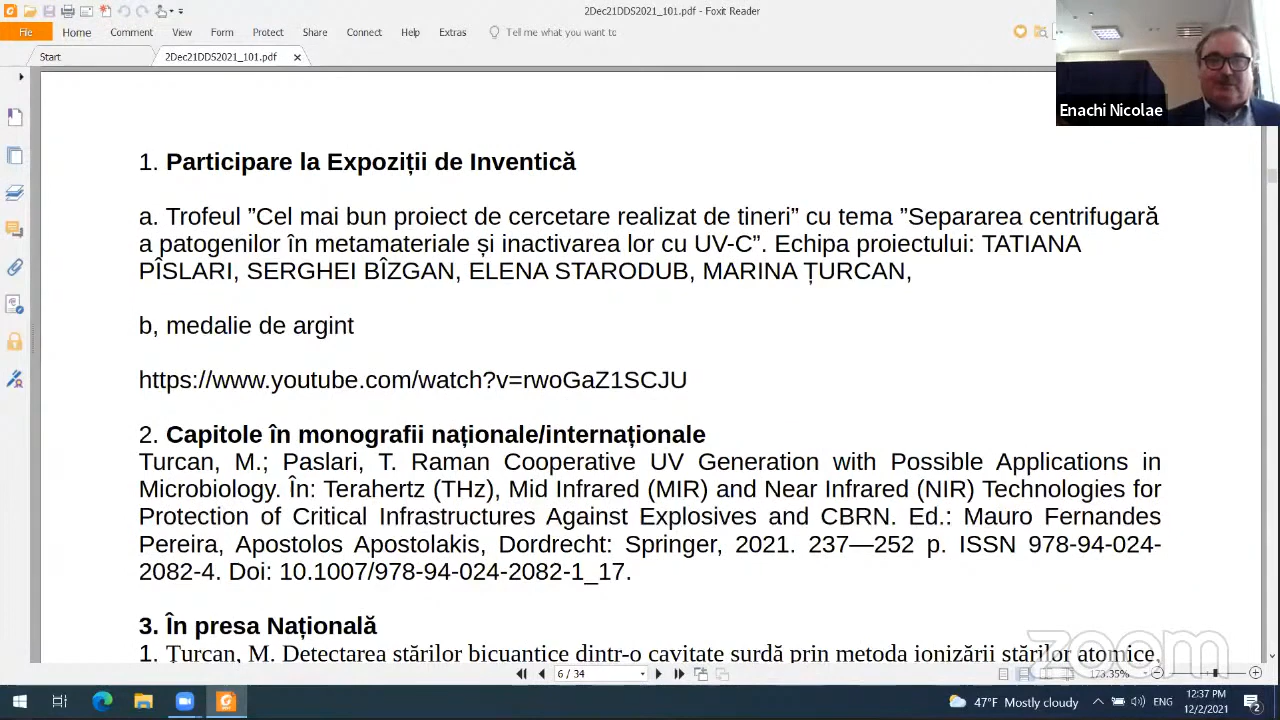 2Dec21DDS2021_101.pdf - Foxit Reader
File Home Comment View Form Protect Share Connect Help Extras Tell me what you want to
Start 2Dec21DDS2021_101.pdf
Enachi Nicolae
1. Participare la Expoziții de Inventică
a. Trofeul ”Cel mai bun proiect de cercetare realizat de tineri” cu tema ”Separarea centrifugară
a patogenilor în metamateriale și inactivarea lor cu UV-C”. Echipa proiectului: TATIANA
PÎSLARI, SERGHEI BÎZGAN, ELENA STARODUB, MARINA ȚURCAN,
b, medalie de argint
https://www.youtube.com/watch?v=rwoGaZ1SCJU
2. Capitole în monografii naționale/internaționale
Turcan, M.; Paslari, T. Raman Cooperative UV Generation with Possible Applications in
Microbiology. În: Terahertz (THz), Mid Infrared (MIR) and Near Infrared (NIR) Technologies for
Protection of Critical Infrastructures Against Explosives and CBRN. Ed.: Mauro Fernandes
Pereira, Apostolos Apostolakis, Dordrecht: Springer, 2021. 237—252 p. ISSN 978-94-024-
2082-4. Doi: 10.1007/978-94-024-2082-1_17.
3. În presa Națională
1. Țurcan, M. Detectarea stărilor bicuantice dintr-o cavitate surdă prin metoda ionizării stărilor atomice,
zoom
6 / 34
173.35%
47°F Mostly cloudy ENG 12:37 PM
12/2/2021 2